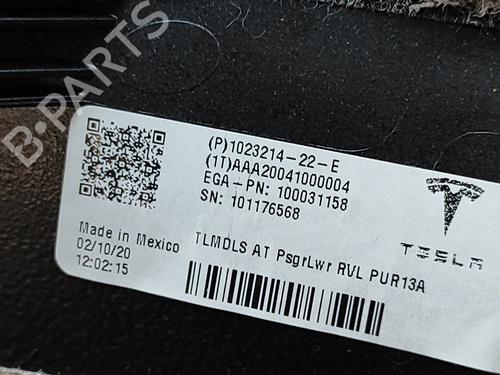 (P)1023214-22-E
(1T)AAA20041000004
EGA-PN: 100031158
SN: 101176568
Made in Mexico
02/10/20
12:02:15
TLMDLS AT PsgrLwr RVL PUR13A
TESLA
B-PARTS